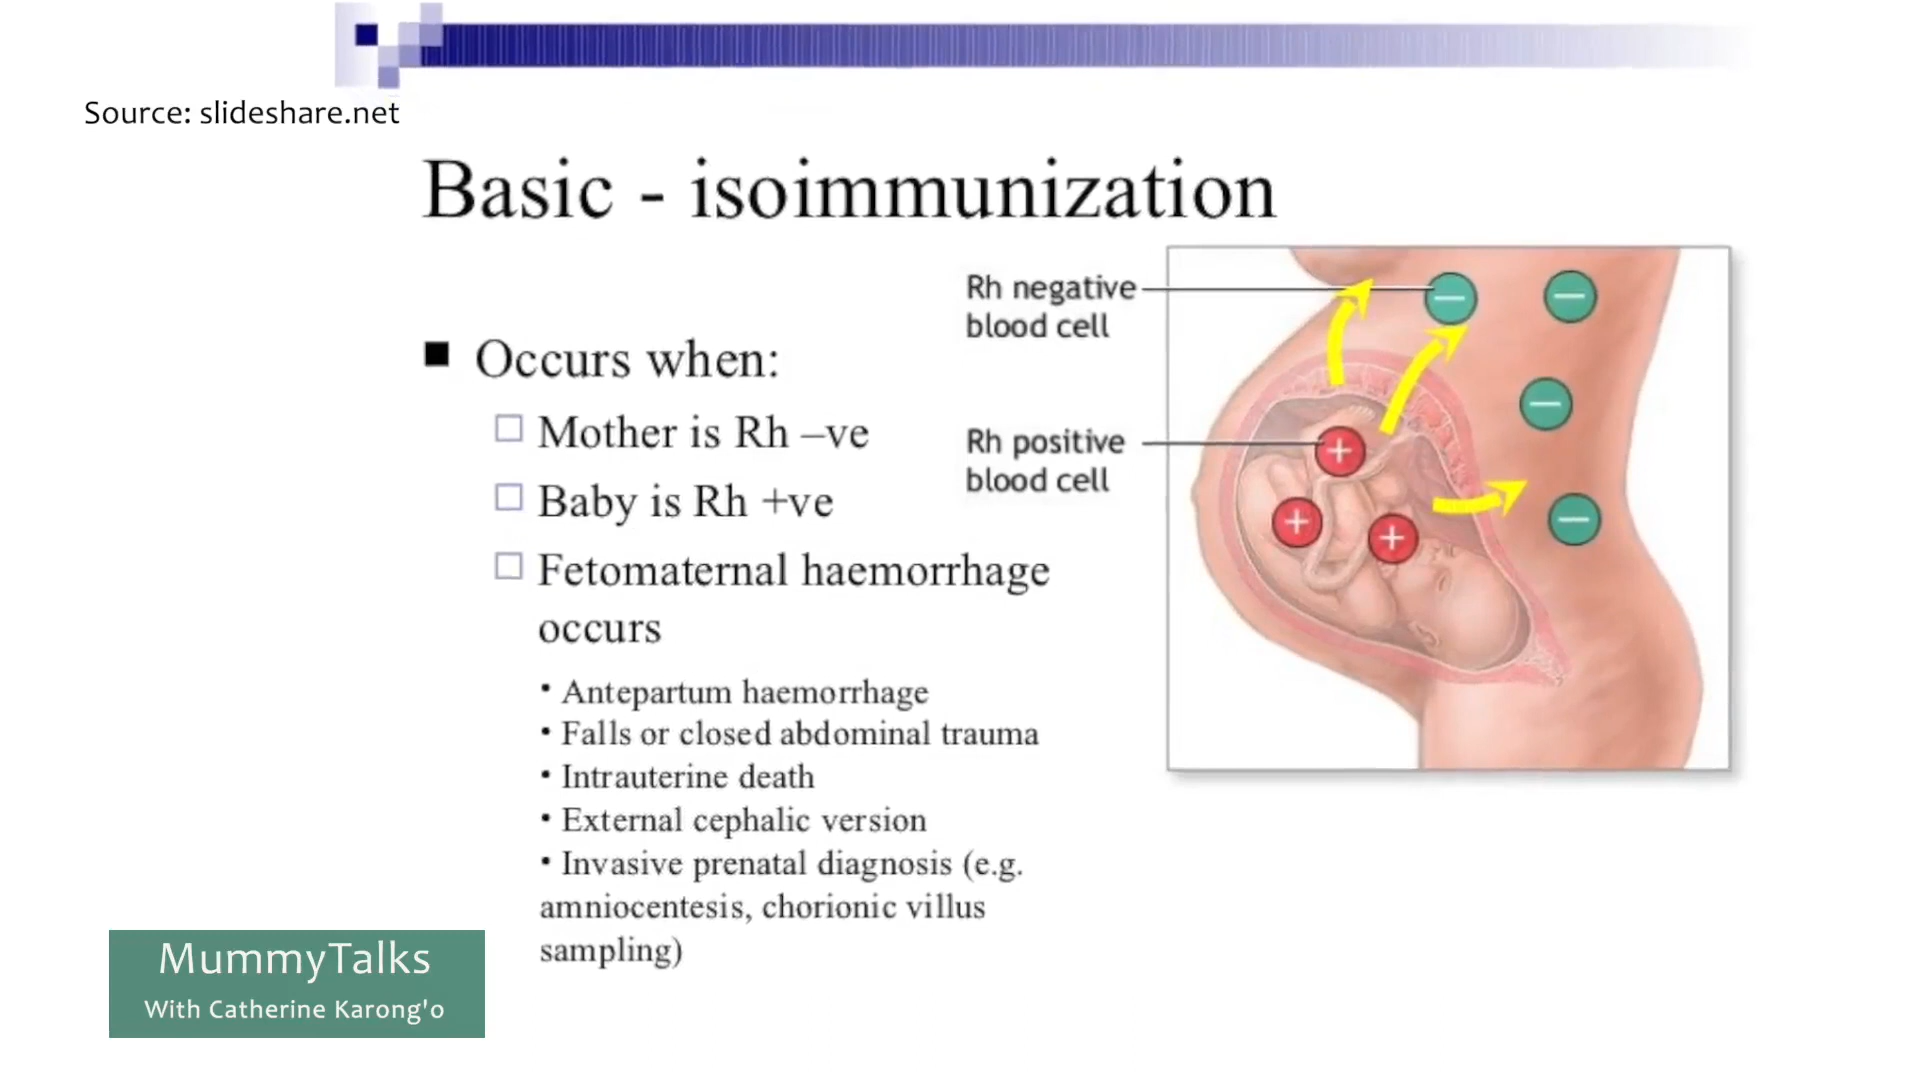 Source: slideshare.net
Basic - isoimmunization
Rh negative
blood cell
Occurs when:
Mother is Rh –ve
Rh positive
blood cell
Baby is Rh +ve
Fetomaternal haemorrhage
occurs
• Antepartum haemorrhage
• Falls or closed abdominal trauma
• Intrauterine death
• External cephalic version
• Invasive prenatal diagnosis (e.g.
amniocentesis, chorionic villus
sampling)
MummyTalks
With Catherine Karong'o